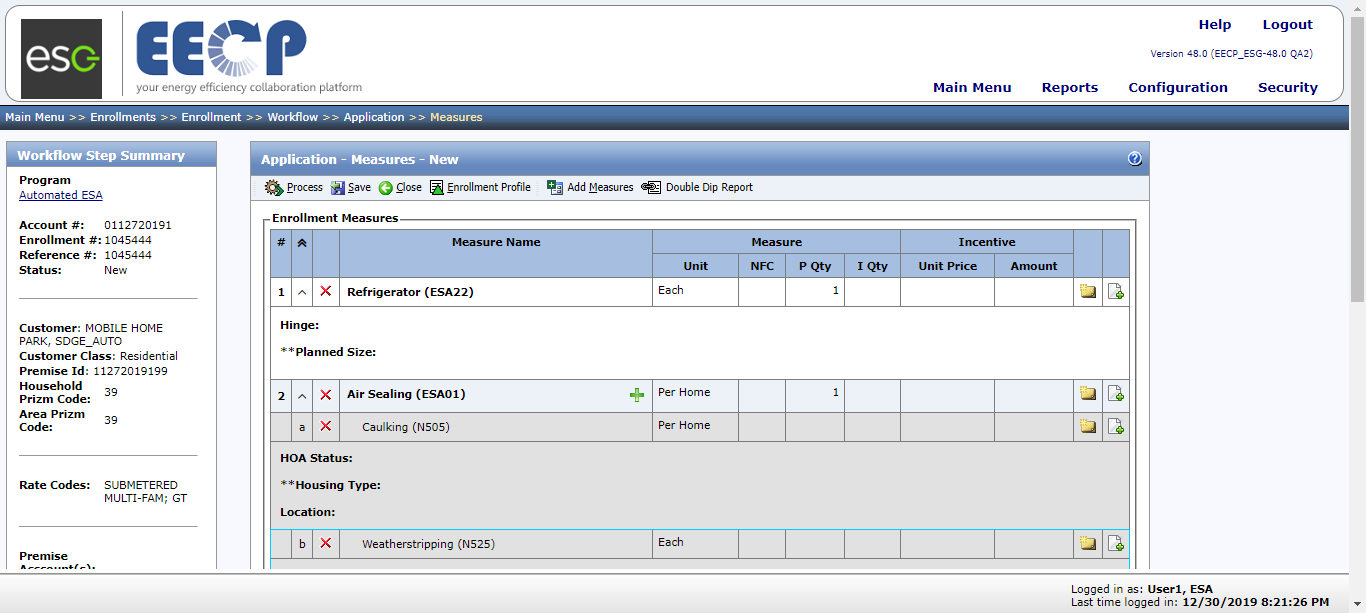 esG
EECP
your energy efficiency collaboration platform
Help Logout
Version 48.0 (EECP_ESG-48.0 QA2)
Main Menu Reports Configuration Security
Main Menu >> Enrollments >> Enrollment >> Workflow >> Application >> Measures
Workflow Step Summary
Program
Automated ESA
Account #: 0112720191
Enrollment #: 1045444
Reference #: 1045444
Status: New
Customer: MOBILE HOME
PARK, SDGE_AUTO
Customer Class: Residential
Premise Id: 11272019199
Household
Prizm Code: 39
Area Prizm
Code: 39
Rate Codes: SUBMETERED
MULTI-FAM; GT
Premise
Account(s):
Application - Measures - New ?
Process Save Close Enrollment Profile Add Measures Double Dip Report
Enrollment Measures
# Measure Name Measure Incentive
Unit NFC P Qty I Qty Unit Price Amount
1 Refrigerator (ESA22) Each 1
Hinge:
**Planned Size:
2 Air Sealing (ESA01) Per Home 1
a Caulking (N505) Per Home
HOA Status:
**Housing Type:
Location:
b Weatherstripping (N525) Each
Logged in as: User1, ESA
Last time logged in: 12/30/2019 8:21:26 PM